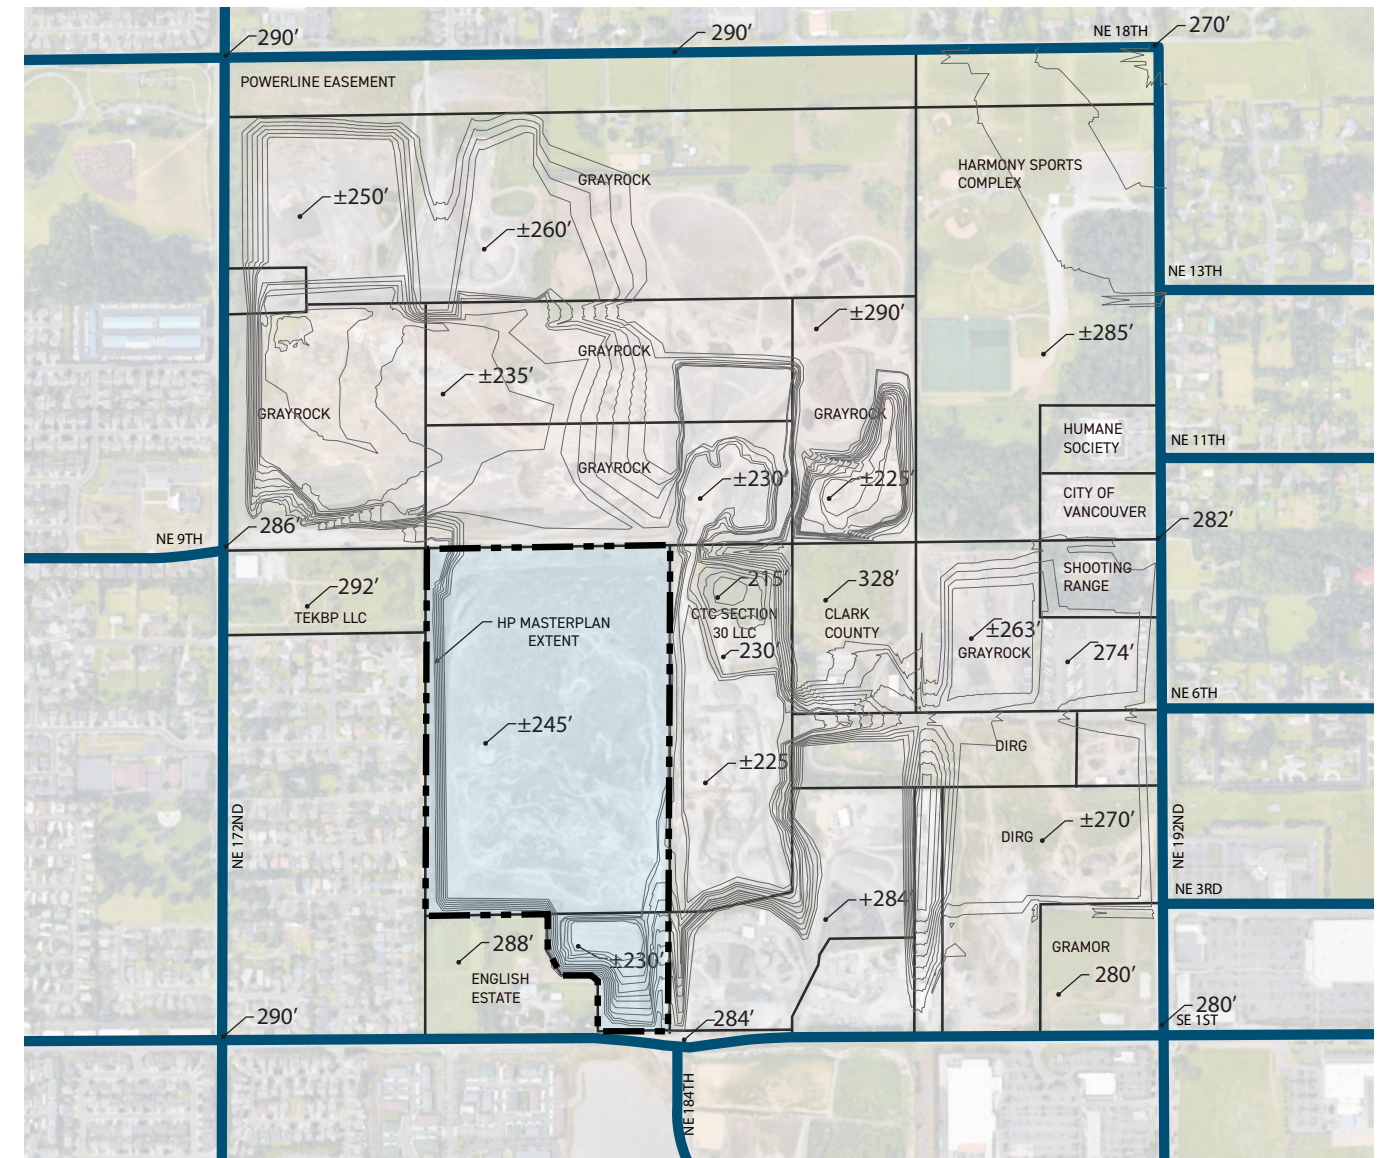 290’
290’
NE 18TH
270’
POWERLINE EASEMENT
HARMONY SPORTS
COMPLEX
GRAYROCK
±250’
±260’
NE 13TH
±290’
±285’
GRAYROCK
±235’
GRAYROCK
GRAYROCK
HUMANE
SOCIETY
NE 11TH
GRAYROCK
±230’
±225’
CITY OF
VANCOUVER
286’
NE 9TH
282’
SHOOTING
RANGE
292’
TEKBP LLC
215’
328’
CTC SECTION
30 LLC
CLARK
COUNTY
HP MASTERPLAN
EXTENT
±263’
GRAYROCK
230’
274’
NE 6TH
±245’
DIRG
±225
NE 172ND
NE 192ND
±270’
DIRG
NE 3RD
+284’
288’
±230’
GRAMOR
ENGLISH
ESTATE
280’
290’
284’
280’
SE 1ST
NE 184TH